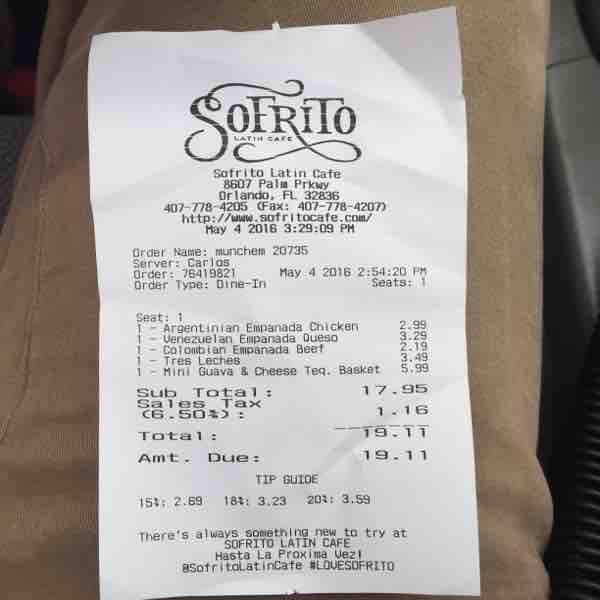 SOFRITO
LATIN CAFE
Sofrito Latin Cafe
8607 Palm Prkwy
Orlando, FL 32836
407-778-4205 (Fax: 407-778-4207)
http://www.sofritocafe.com/
May 4 2016 3:29:09 PM
Order Name: munchem 20735
Server: Carlos
Order: 76419821 May 4 2016 2:54:20 PM
Order Type: Dine-In Seats: 1
Seat: 1
1 - Argentinian Empanada Chicken 2.99
1 - Venezuelan Empanada Queso 3.29
1 - Colombian Empanada Beef 2.19
1 - Tres Leches 3.49
1 - Mini Guava & Cheese Teq. Basket 5.99
Sub Total: 17.95
Sales Tax
(6.50%): 1.16
Total: 19.11
Amt. Due: 19.11
TIP GUIDE
15%: 2.69 18%: 3.23 20%: 3.59
There's always something new to try at
SOFRITO LATIN CAFE
Hasta La Proxima Vez!
@SofritoLatinCafe #LOVESOFRITO